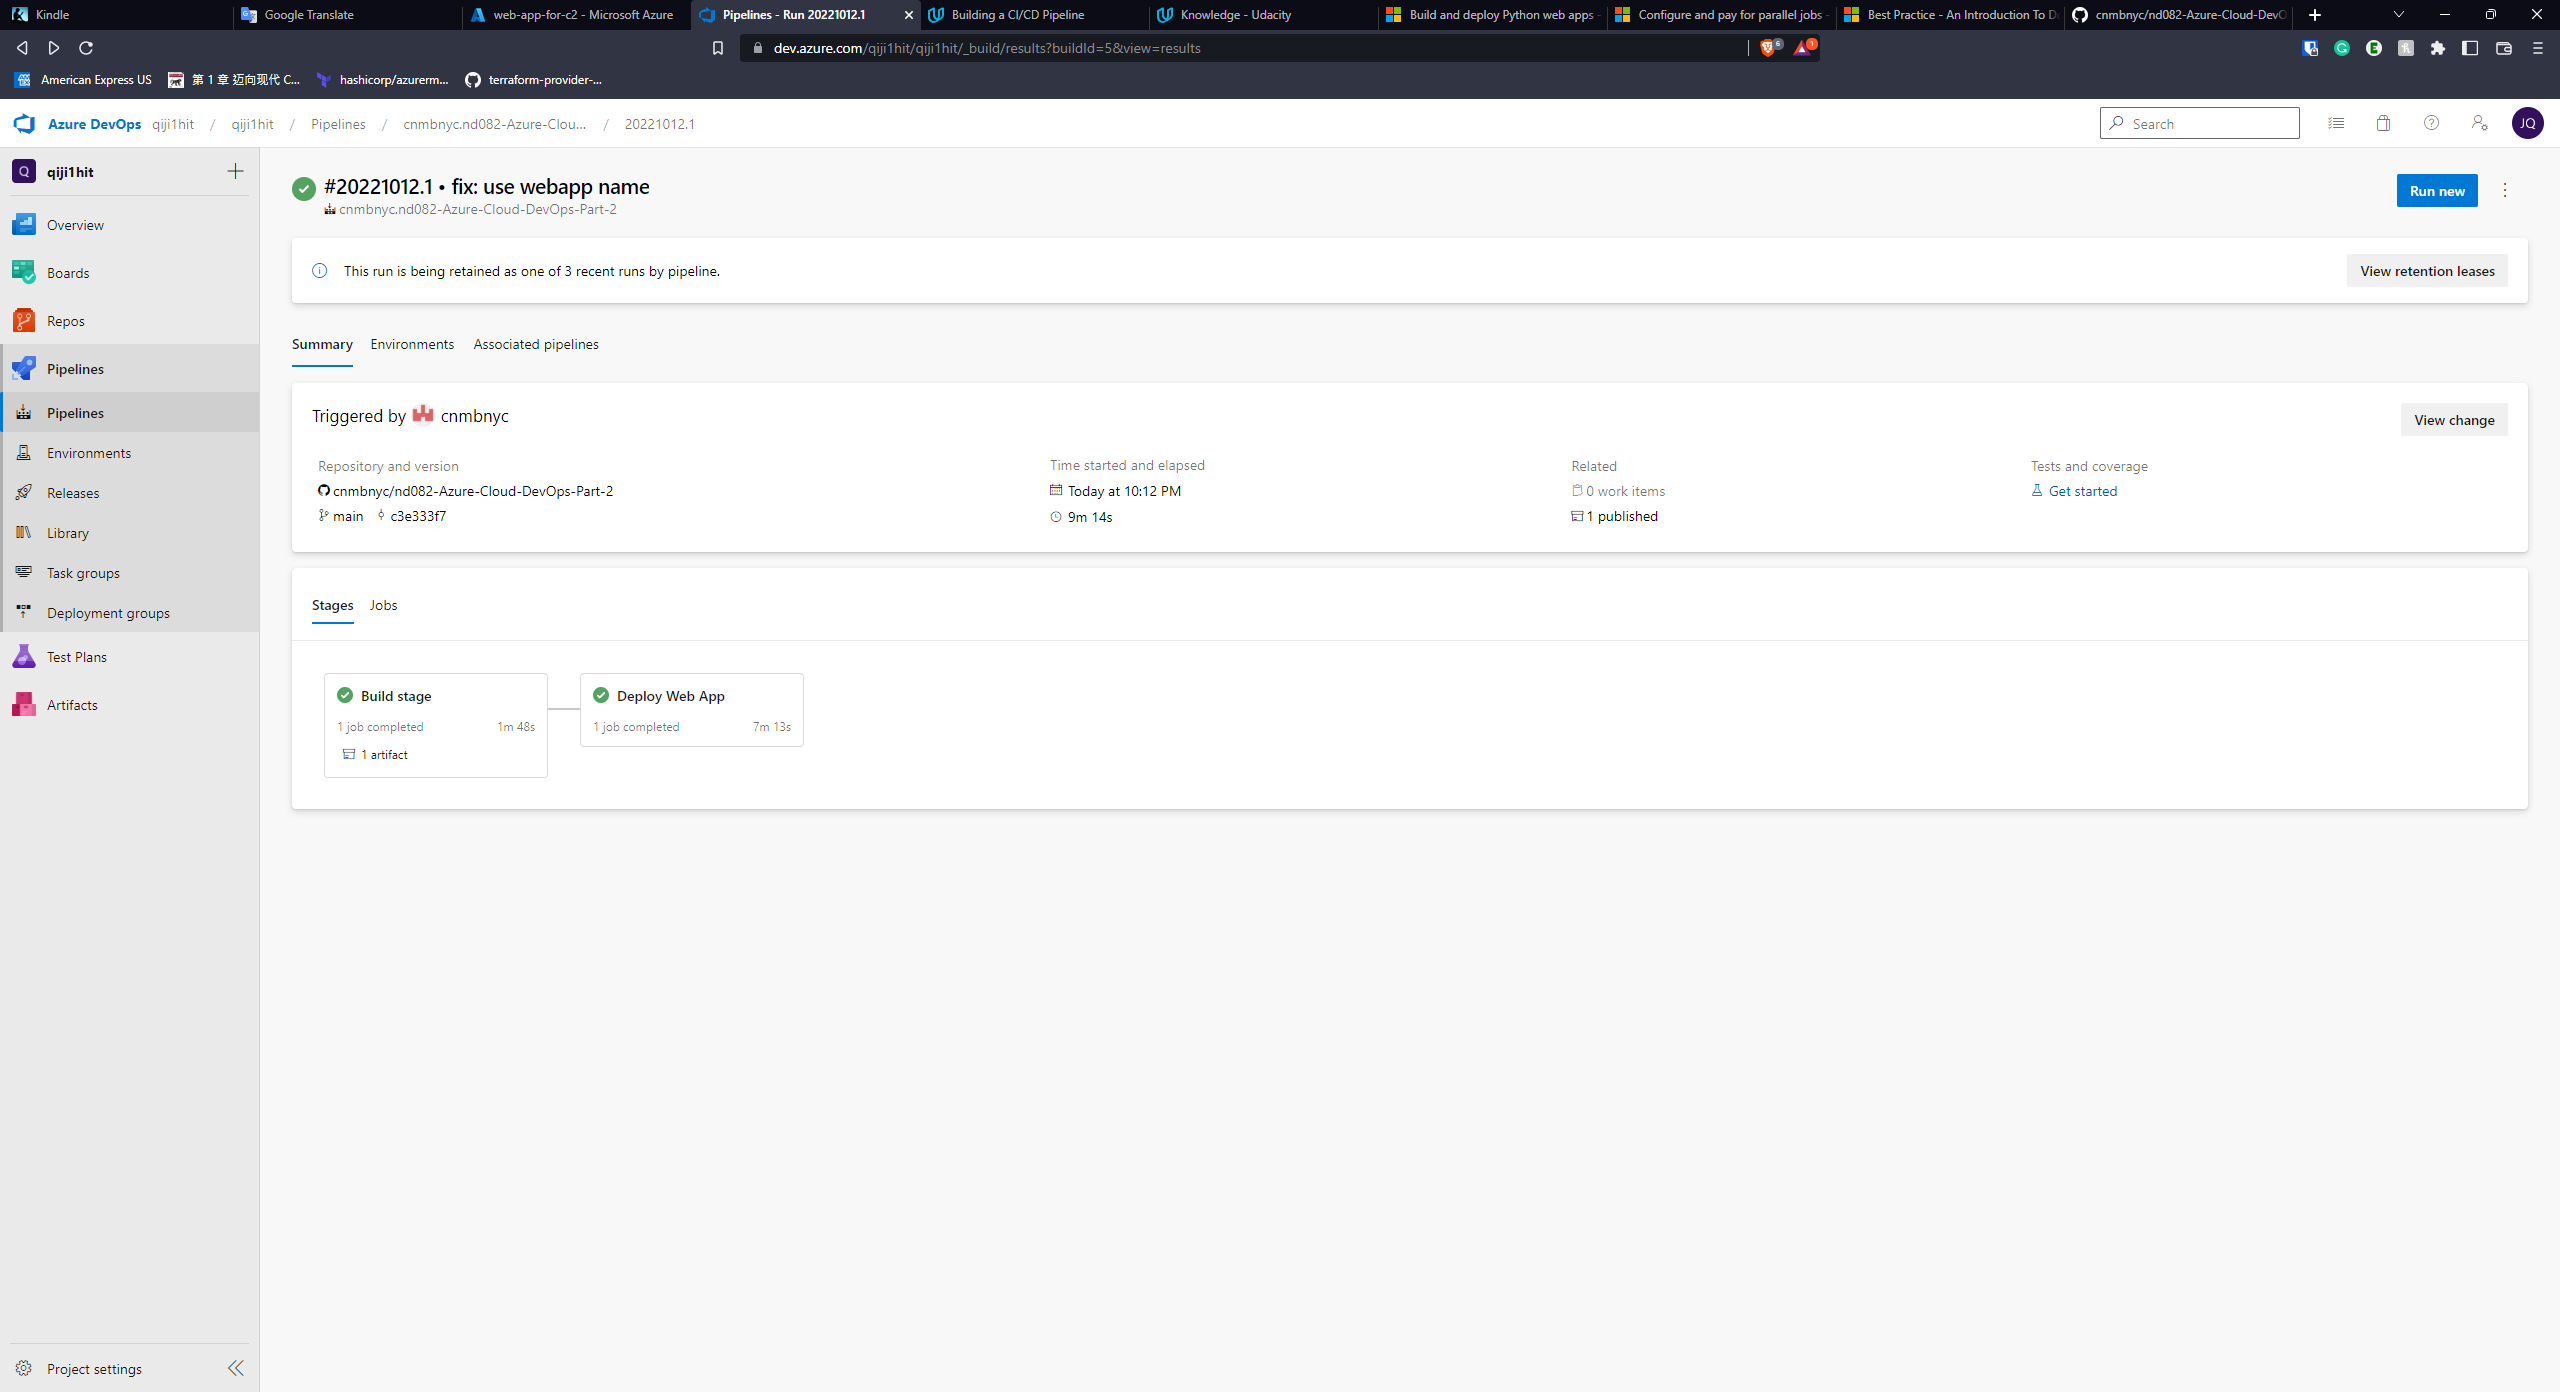 Kindle
Google Translate
web-app-for-c2 - Microsoft Azure
Pipelines - Run 20221012.1
Building a CI/CD Pipeline
Knowledge - Udacity
Build and deploy Python web apps -
Configure and pay for parallel jobs -
Best Practice - An Introduction To D
cnmbnyc/nd082-Azure-Cloud-DevO
dev.azure.com/qiji1hit/qiji1hit/_build/results?buildId=5&view=results
6
1
American Express US
第 1 章 迈向现代 C...
hashicorp/azurerm...
terraform-provider-...
Azure DevOps
qiji1hit / qiji1hit / Pipelines / cnmbnyc.nd082-Azure-Clou... / 20221012.1
Search
JQ
Q
qiji1hit
Overview
Boards
Repos
Pipelines
Pipelines
Environments
Releases
Library
Task groups
Deployment groups
Test Plans
Artifacts
Project settings
#20221012.1 • fix: use webapp name
cnmbnyc.nd082-Azure-Cloud-DevOps-Part-2
Run new
This run is being retained as one of 3 recent runs by pipeline.
View retention leases
Summary
Environments
Associated pipelines
Triggered by cnmbnyc
View change
Repository and version
cnmbnyc/nd082-Azure-Cloud-DevOps-Part-2
main c3e333f7
Time started and elapsed
Today at 10:12 PM
9m 14s
Related
0 work items
1 published
Tests and coverage
Get started
Stages
Jobs
Build stage
1 job completed 1m 48s
1 artifact
Deploy Web App
1 job completed 7m 13s